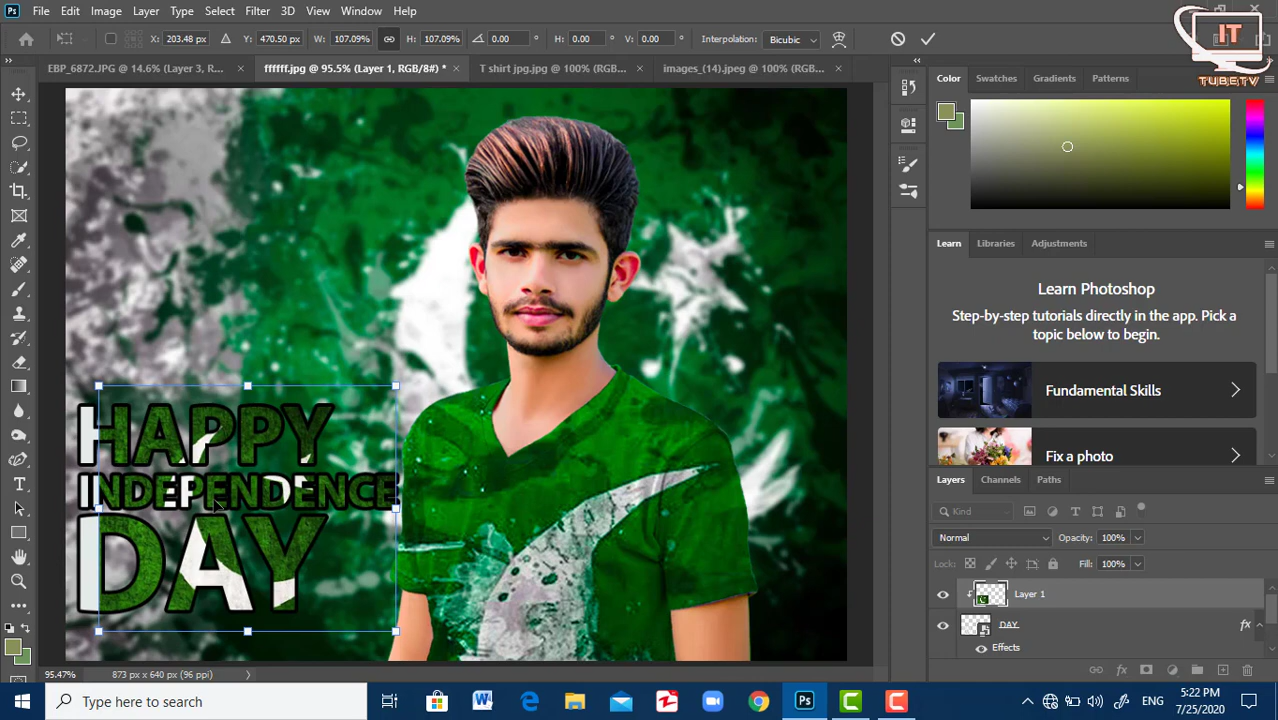 Ps File Edit Image Layer Type Select Filter 3D View Window Help
X: 203.48 px Y: 470.50 px W: 107.09% H: 107.09% 0.00 ° H: 0.00 ° V: 0.00 ° Interpolation: Bicubic
IT
TUBETV
EBP_6872.JPG @ 14.6% (Layer 3, R... × ffffff.jpg @ 95.5% (Layer 1, RGB/8#) * × T shirt jpg.jpg @ 100% (RGB... × images_(14).jpeg @ 100% (RGB... ×
Color Swatches Gradients Patterns
Learn Libraries Adjustments
Learn Photoshop
Step-by-step tutorials directly in the app. Pick a
topic below to begin.
Fundamental Skills
Fix a photo
HAPPY
INDEPENDENCE
DAY
Layers Channels Paths
Kind
Normal Opacity: 100%
Lock: Fill: 100%
Layer 1
DAY fx
Effects
95.47% 873 px x 640 px (96 ppi)
Type here to search
Ps
ENG
5:22 PM
7/25/2020